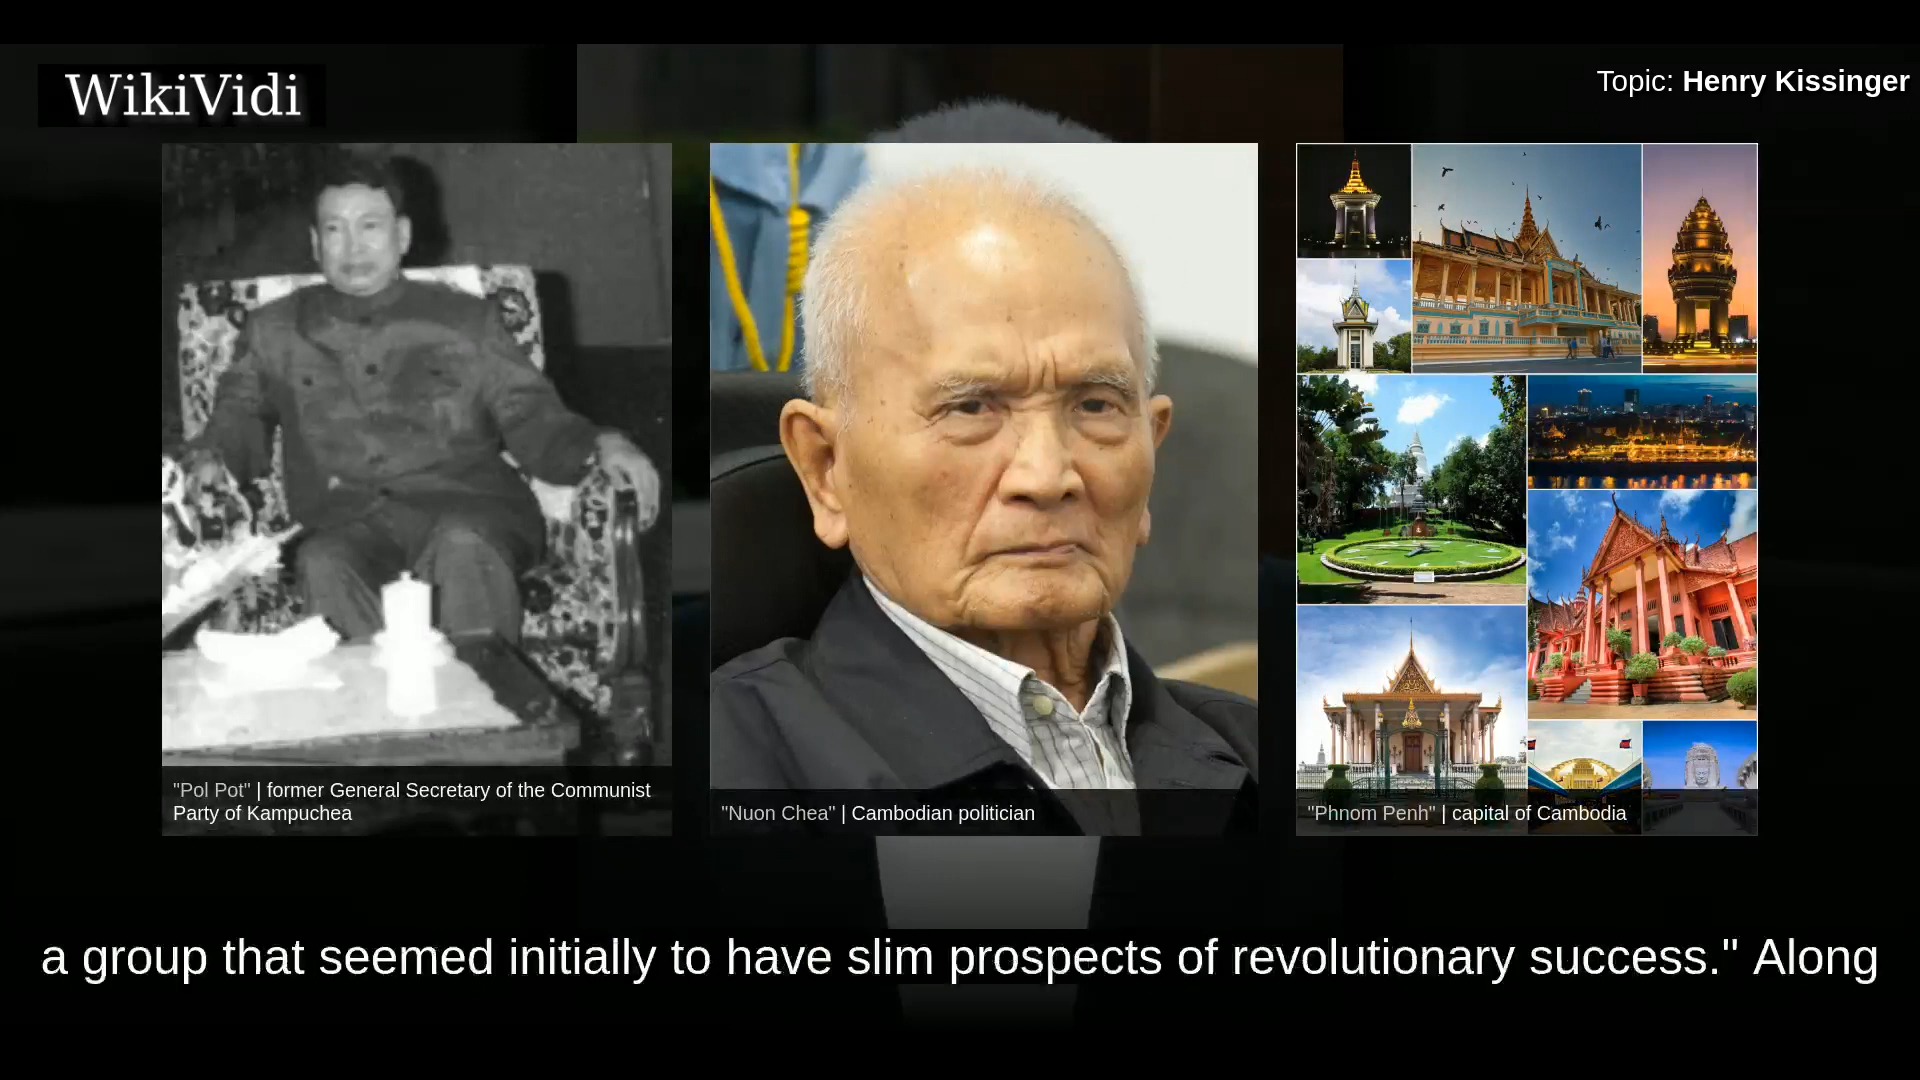 WikiVidi
Topic: Henry Kissinger
"Pol Pot" | former General Secretary of the Communist
Party of Kampuchea
"Nuon Chea" | Cambodian politician
"Phnom Penh" | capital of Cambodia
a group that seemed initially to have slim prospects of revolutionary success." Along